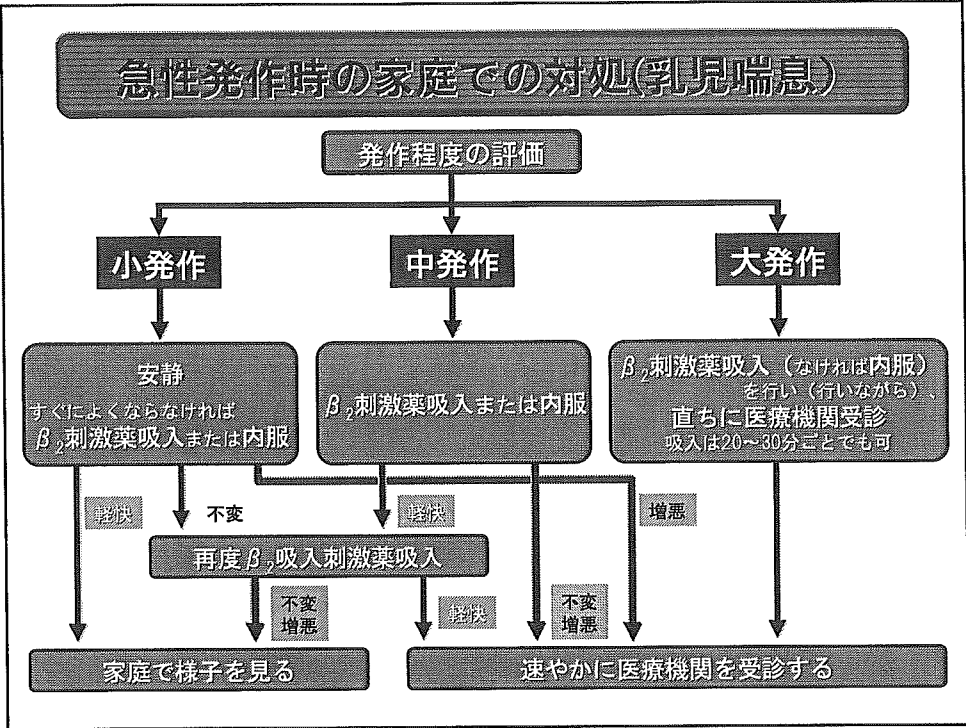 急性発作時の家庭での対処(乳児喘息)
発作程度の評価
小発作
中発作
大発作
安静
すぐによくならなければ
β₂刺激薬吸入または内服
β₂刺激薬吸入または内服
β₂刺激薬吸入（なければ内服）
を行い（行いながら）、
直ちに医療機関受診
吸入は20〜30分ごとでも可
軽快
不変
軽快
増悪
再度β₂吸入刺激薬吸入
不変
増悪
軽快
不変
増悪
家庭で様子を見る
速やかに医療機関を受診する